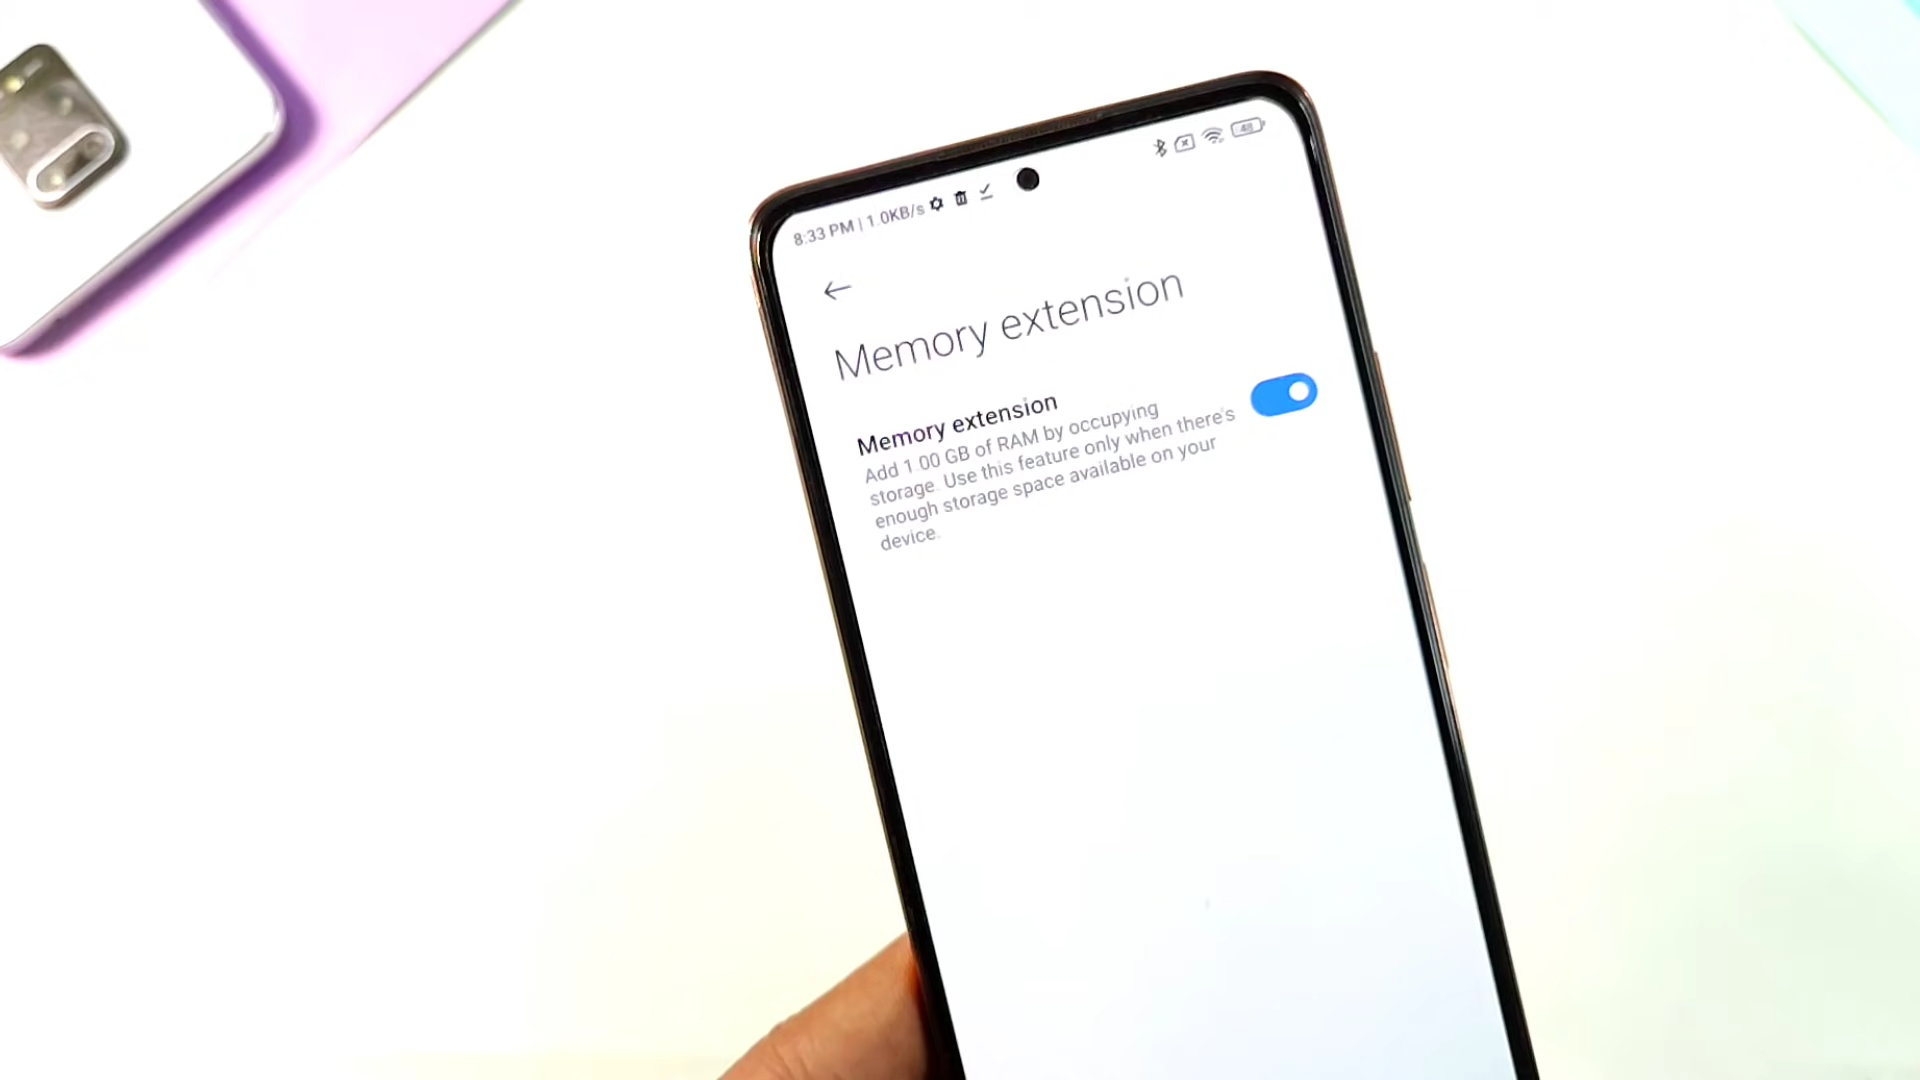 8:33 PM | 1.0KB/s
48
Memory extension
Memory extension
Add 1.00 GB of RAM by occupying
storage. Use this feature only when there's
enough storage space available on your
device.